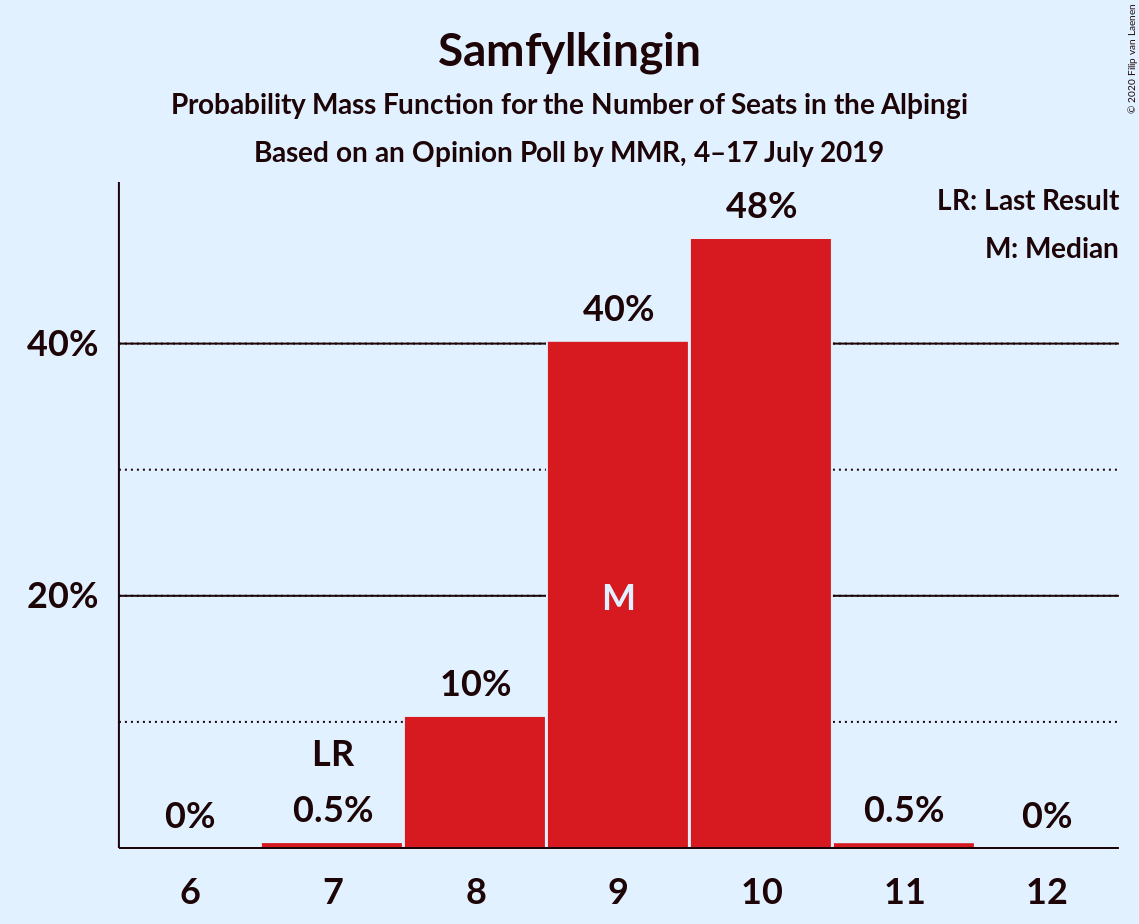 Samfylkingin
Probability Mass Function for the Number of Seats in the Alþingi
Based on an Opinion Poll by MMR, 4–17 July 2019
© 2020 Filip van Laenen
LR: Last Result
M: Median
48%
40%
40%
20%
M
10%
LR
0%
0.5%
0.5%
0%
6
7
8
9
10
11
12